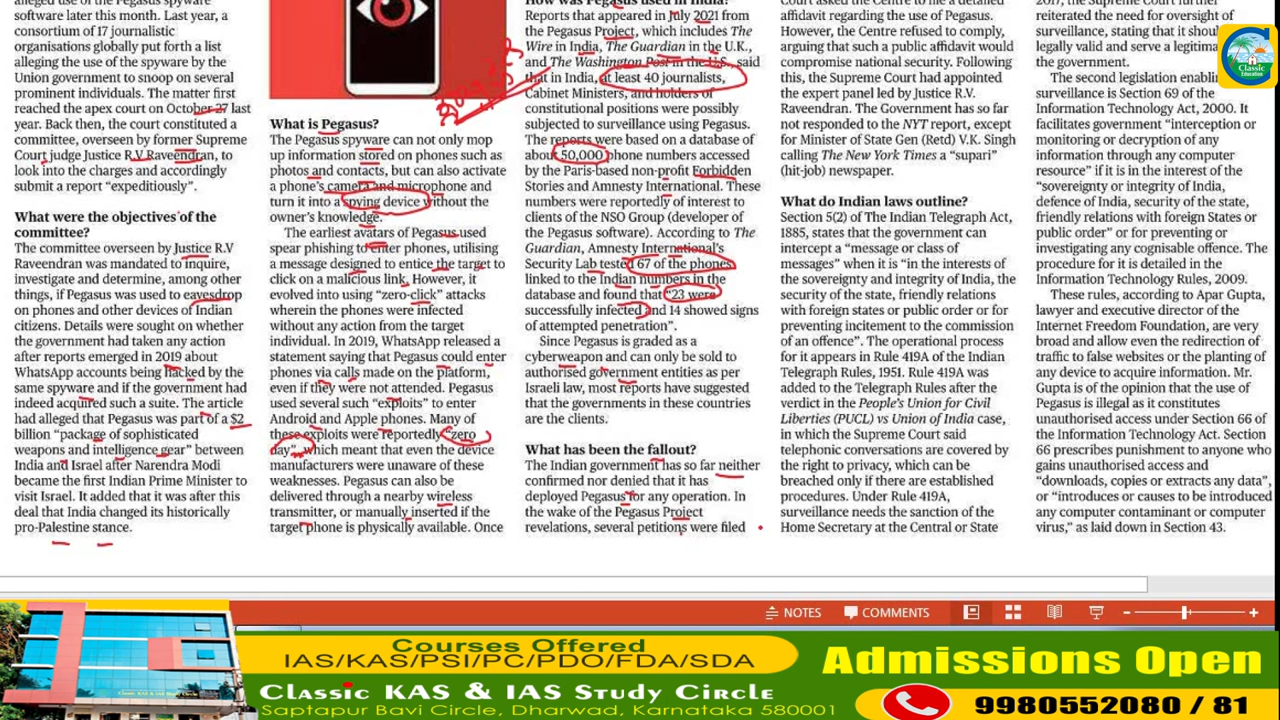 alleged use of the Pegasus spyware
software later this month. Last year, a
consortium of 17 journalistic
organisations globally put forth a list
alleging the use of the spyware by the
Union government to snoop on several
prominent individuals. The matter first
reached the apex court on October 27 last
year. Back then, the court constituted a
committee, overseen by former Supreme
Court judge Justice R.V Raveendran, to
look into the charges and accordingly
submit a report “expeditiously”.
What were the objectives of the
committee?
The committee overseen by Justice R.V
Raveendran was mandated to inquire,
investigate and determine, among other
things, if Pegasus was used to eavesdrop
on phones and other devices of Indian
citizens. Details were sought on whether
the government had taken any action
after reports emerged in 2019 about
WhatsApp accounts being hacked by the
same spyware and if the government had
indeed acquired such a suite. The article
had alleged that Pegasus was part of a $2
billion “package of sophisticated
weapons and intelligence gear” between
India and Israel after Narendra Modi
became the first Indian Prime Minister to
visit Israel. It added that it was after this
deal that India changed its historically
pro-Palestine stance.
What is Pegasus?
The Pegasus spyware can not only mop
up information stored on phones such as
photos and contacts, but can also activate
a phone’s camera and microphone and
turn it into a spying device without the
owner’s knowledge.
The earliest avatars of Pegasus used
spear phishing to enter phones, utilising
a message designed to entice the target to
click on a malicious link. However, it
evolved into using “zero-click” attacks
wherein the phones were infected
without any action from the target
individual. In 2019, WhatsApp released a
statement saying that Pegasus could enter
phones via calls made on the platform,
even if they were not attended. Pegasus
used several such “exploits” to enter
Android and Apple phones. Many of
these exploits were reportedly “zero
day”, which meant that even the device
manufacturers were unaware of these
weaknesses. Pegasus can also be
delivered through a nearby wireless
transmitter, or manually inserted if the
target phone is physically available. Once
How was Pegasus used in India?
Reports that appeared in July 2021 from
the Pegasus Project, which includes The
Wire in India, The Guardian in the U.K.,
and The Washington Post in the U.S., said
that in India, at least 40 journalists,
Cabinet Ministers, and holders of
constitutional positions were possibly
subjected to surveillance using Pegasus.
The reports were based on a database of
about 50,000 phone numbers accessed
by the Paris-based non-profit Forbidden
Stories and Amnesty International. These
numbers were reportedly of interest to
clients of the NSO Group (developer of
the Pegasus software). According to The
Guardian, Amnesty International’s
Security Lab tested 67 of the phones
linked to the Indian numbers in the
database and found that “23 were
successfully infected and 14 showed signs
of attempted penetration”.
Since Pegasus is graded as a
cyberweapon and can only be sold to
authorised government entities as per
Israeli law, most reports have suggested
that the governments in these countries
are the clients.
What has been the fallout?
The Indian government has so far neither
confirmed nor denied that it has
deployed Pegasus for any operation. In
the wake of the Pegasus Project
revelations, several petitions were filed
Court asked the Centre to file a detailed
affidavit regarding the use of Pegasus.
However, the Centre refused to comply,
arguing that such a public affidavit would
compromise national security. Following
this, the Supreme Court had appointed
the expert panel led by Justice R.V.
Raveendran. The Government has so far
not responded to the NYT report, except
for Minister of State Gen (Retd) V.K. Singh
calling The New York Times a “supari”
(hit-job) newspaper.
What do Indian laws outline?
Section 5(2) of The Indian Telegraph Act,
1885, states that the government can
intercept a “message or class of
messages” when it is “in the interests of
the sovereignty and integrity of India, the
security of the state, friendly relations
with foreign states or public order or for
preventing incitement to the commission
of an offence”. The operational process
for it appears in Rule 419A of the Indian
Telegraph Rules, 1951. Rule 419A was
added to the Telegraph Rules after the
verdict in the People’s Union for Civil
Liberties (PUCL) vs Union of India case,
in which the Supreme Court said
telephonic conversations are covered by
the right to privacy, which can be
breached only if there are established
procedures. Under Rule 419A,
surveillance needs the sanction of the
Home Secretary at the Central or State
2017, the Supreme Court further
reiterated the need for oversight of
surveillance, stating that it
legally valid and serve a
the government.
The second legislation
surveillance is Section 69 of the
Information Technology Act, 2000. It
facilitates government “interception or
monitoring or decryption of any
information through any computer
resource” if it is in the interest of the
“sovereignty or integrity of India,
defence of India, security of the state,
friendly relations with foreign States or
public order” or for preventing or
investigating any cognisable offence. The
procedure for it is detailed in the
Information Technology Rules, 2009.
These rules, according to Apar Gupta,
lawyer and executive director of the
Internet Freedom Foundation, are very
broad and allow even the redirection of
traffic to false websites or the planting of
any device to acquire information. Mr.
Gupta is of the opinion that the use of
Pegasus is illegal as it constitutes
unauthorised access under Section 66 of
the Information Technology Act. Section
66 prescribes punishment to anyone who
gains unauthorised access and
“downloads, copies or extracts any data”,
or “introduces or causes to be introduced
any computer contaminant or computer
virus,” as laid down in Section 43.
Classic
Education
NOTES
COMMENTS
Courses Offered
IAS/KAS/PSI/PC/PDO/FDA/SDA
Classic KAS & IAS Study Circle
Saptapur Bavi Circle, Dharwad, Karnataka 580001
Admissions Open
9980552080 / 81